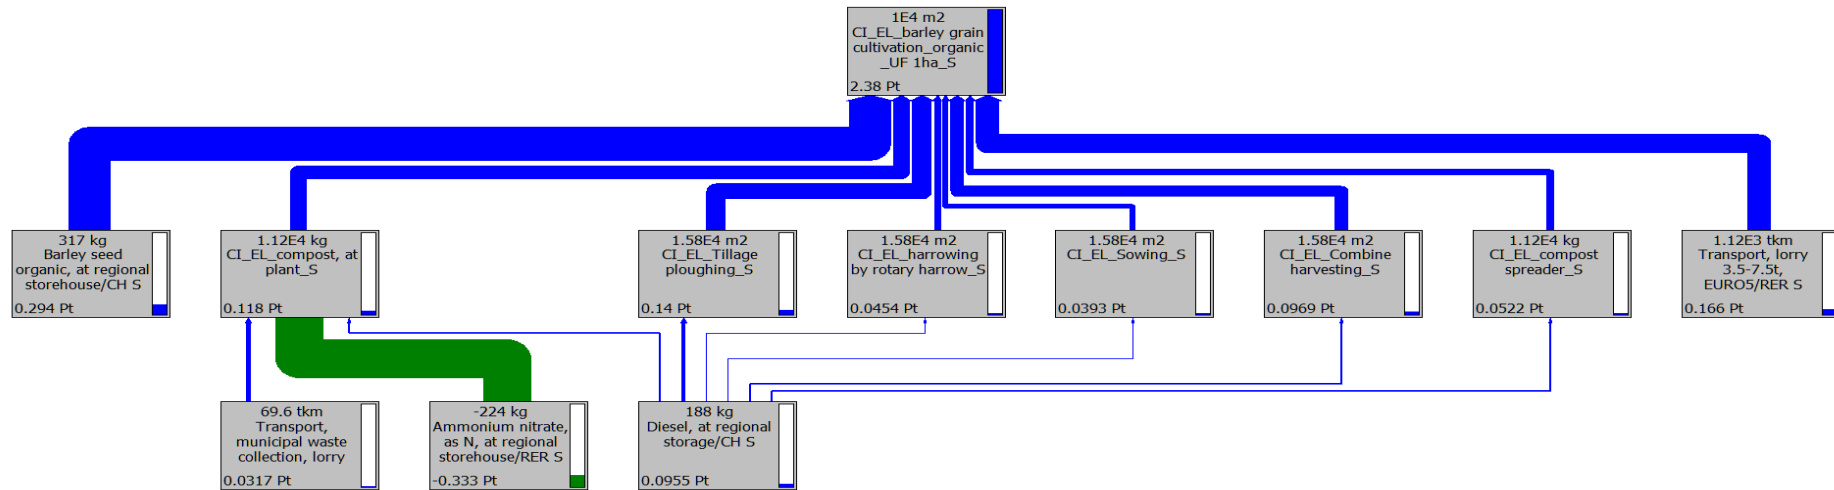 1E4 m2
CI_EL_barley grain
cultivation_organic
_UF 1ha_S
2.38 Pt
317 kg
Barley seed
organic, at regional
storehouse/CH S
0.294 Pt
1.12E4 kg
CI_EL_compost, at
plant_S
0.118 Pt
1.58E4 m2
CI_EL_Tillage
ploughing_S
0.14 Pt
1.58E4 m2
CI_EL_harrowing
by rotary harrow_S
0.0454 Pt
1.58E4 m2
CI_EL_Sowing_S
0.0393 Pt
1.58E4 m2
CI_EL_Combine
harvesting_S
0.0969 Pt
1.12E4 kg
CI_EL_compost
spreader_S
0.0522 Pt
1.12E3 tkm
Transport, lorry
3.5-7.5t,
EURO5/RER S
0.166 Pt
69.6 tkm
Transport,
municipal waste
collection, lorry
0.0317 Pt
-224 kg
Ammonium nitrate,
as N, at regional
storehouse/RER S
-0.333 Pt
188 kg
Diesel, at regional
storage/CH S
0.0955 Pt